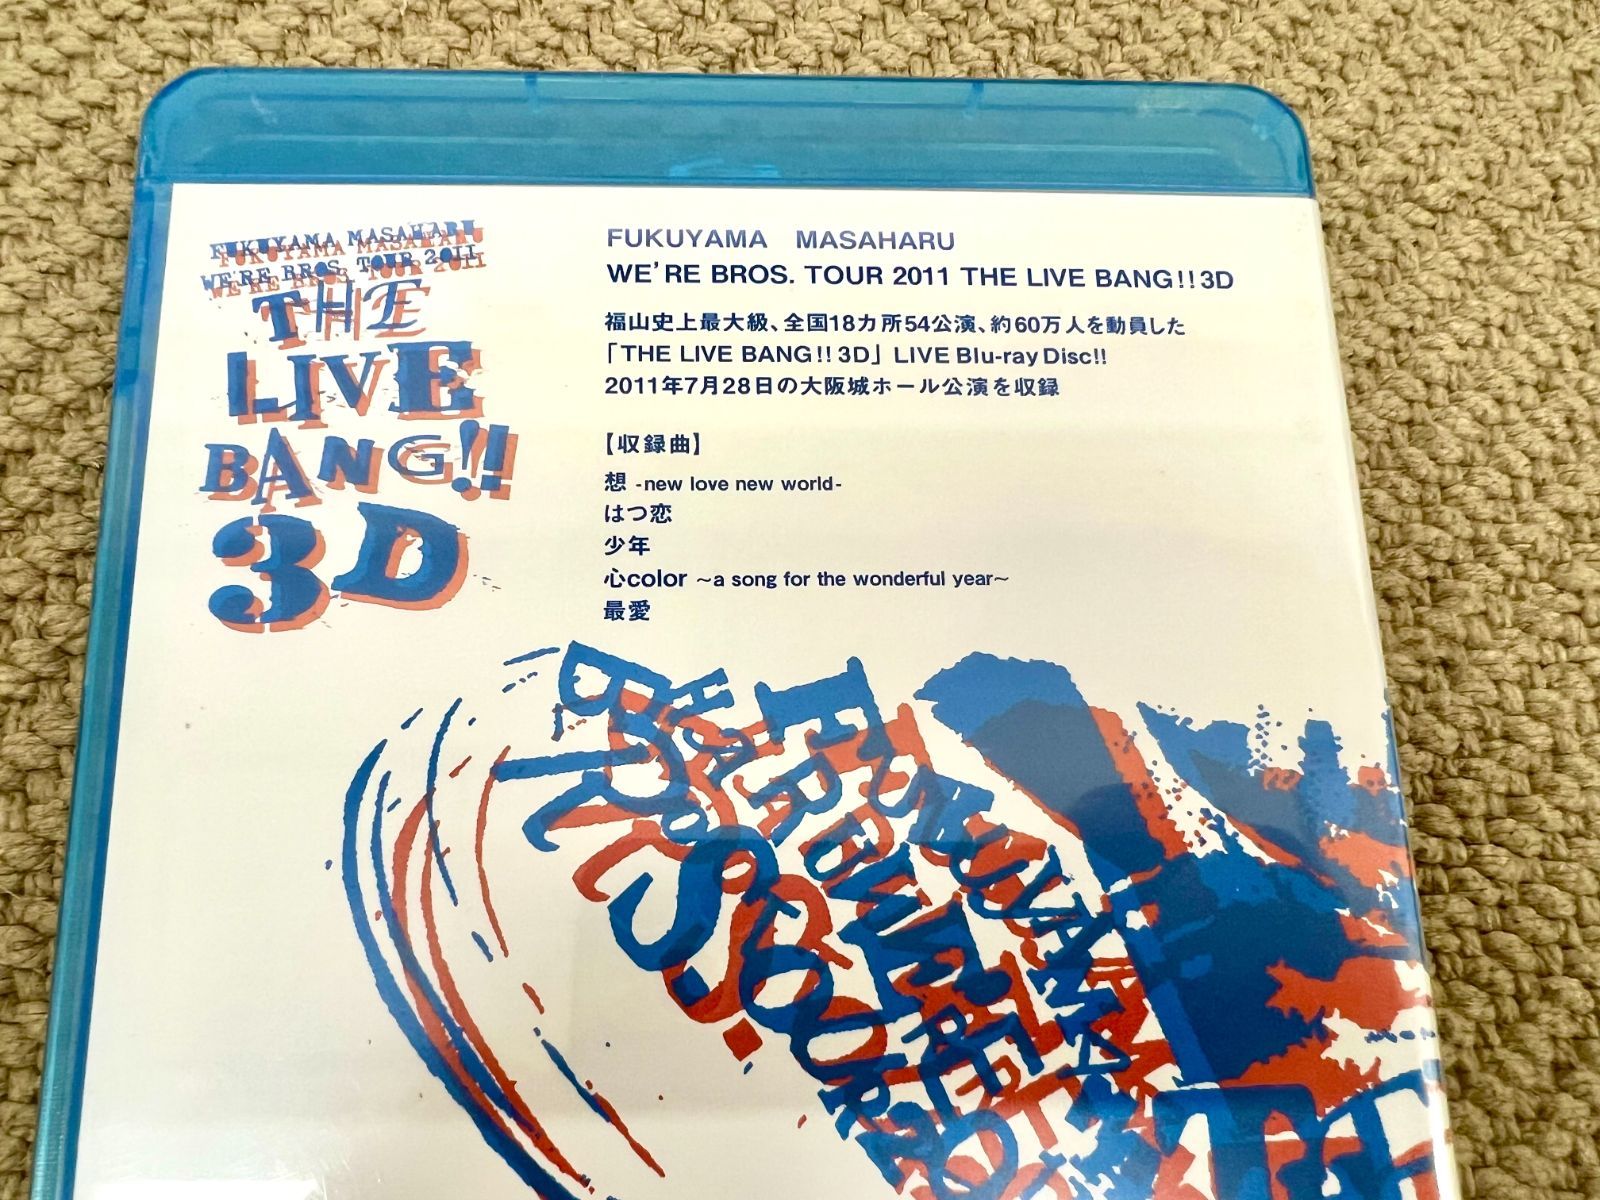 FUKUYAMA MASAHARU
WE'RE BROS. TOUR 2011
THE
LIVE
BANG!!
3D
FUKUYAMA MASAHARU
WE'RE BROS. TOUR 2011 THE LIVE BANG!! 3D
福山史上最大級、全国18カ所54公演、約60万人を動員した
「THE LIVE BANG!! 3D」 LIVE Blu-ray Disc!!
2011年7月28日の大阪城ホール公演を収録
【収録曲】
想 -new love new world-
はつ恋
少年
心color ~a song for the wonderful year~
最愛
FUKUYAMA
WE'RE
BROS.